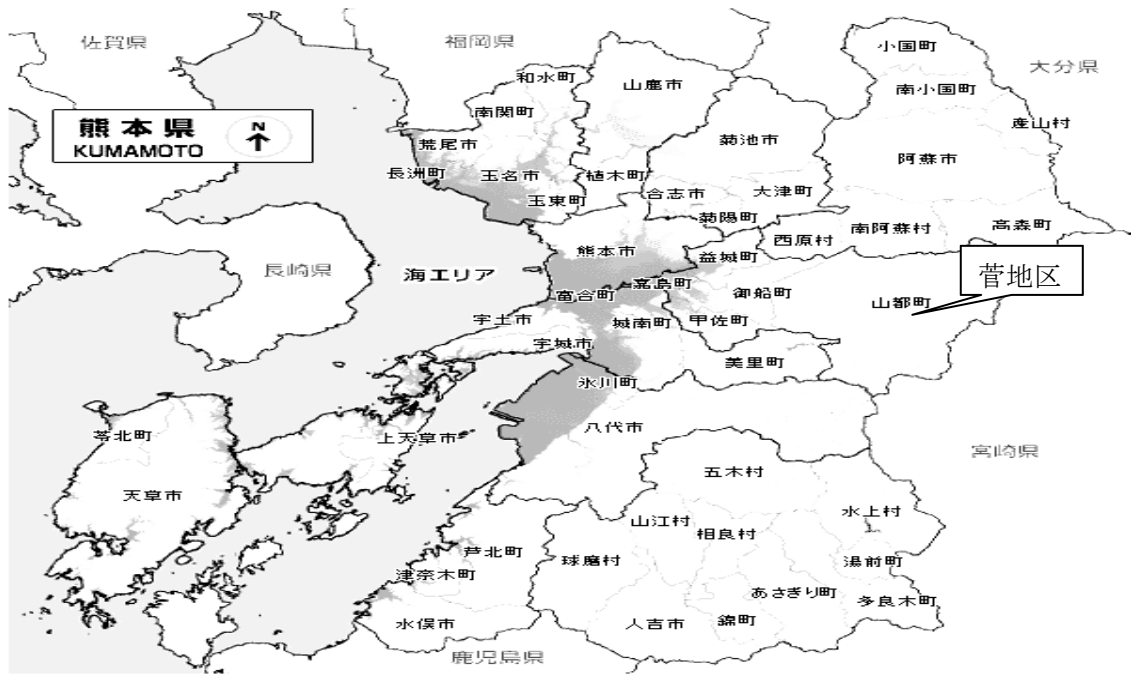 佐賀県
福岡県
小国町
大分県
和水町
山鹿市
南関町
南小国町
熊本県
KUMAMOTO
N
産山村
荒尾市
菊池市
阿蘇市
長洲町
玉名市
植木町
合志市
大津町
玉東町
菊陽町
南阿蘇村
高森町
西原村
熊本市
益城町
長崎県
海エリア
菅地区
嘉島町
御船町
山都町
富合町
宇土市
城南町
甲佐町
宇城市
美里町
氷川町
八代市
苓北町
上天草市
宮崎県
五木村
天草市
水上村
山江村
相良村
芦北町
球磨村
湯前町
津奈木町
あさぎり町
多良木町
水俣市
人吉市
錦町
鹿児島県